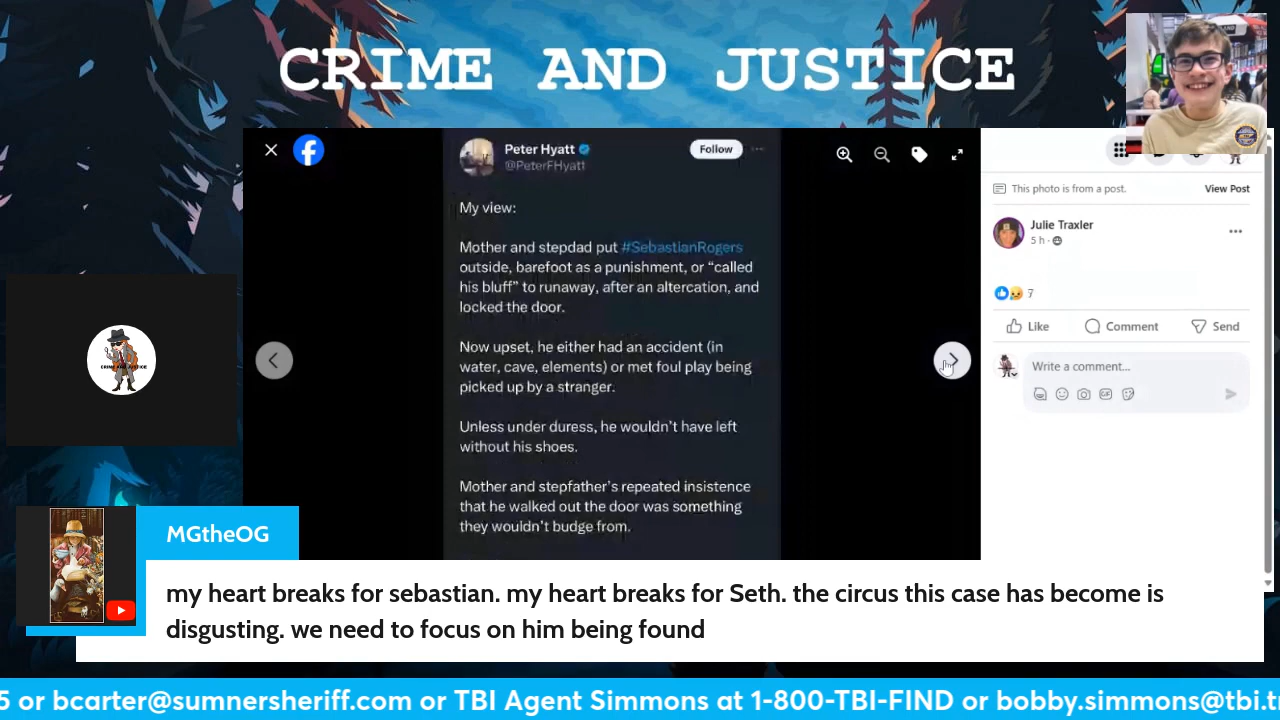 CRIME AND JUSTICE
Peter Hyatt
@PeterFHyatt
Follow
My view:
Mother and stepdad put #SebastianRogers
outside, barefoot as a punishment, or “called
his bluff” to runaway, after an altercation, and
locked the door.
Now upset, he either had an accident (in
water, cave, elements) or met foul play being
picked up by a stranger.
Unless under duress, he wouldn’t have left
without his shoes.
Mother and stepfather’s repeated insistence
that he walked out the door was something
they wouldn’t budge from.
This photo is from a post.
View Post
Julie Traxler
5 h
7
Like
Comment
Send
Write a comment...
GIF
CRIME AND JUSTICE
MGtheOG
my heart breaks for sebastian. my heart breaks for Seth. the circus this case has become is
disgusting. we need to focus on him being found
5 or bcarter@sumnersheriff.com or TBI Agent Simmons at 1-800-TBI-FIND or bobby.simmons@tbi.t